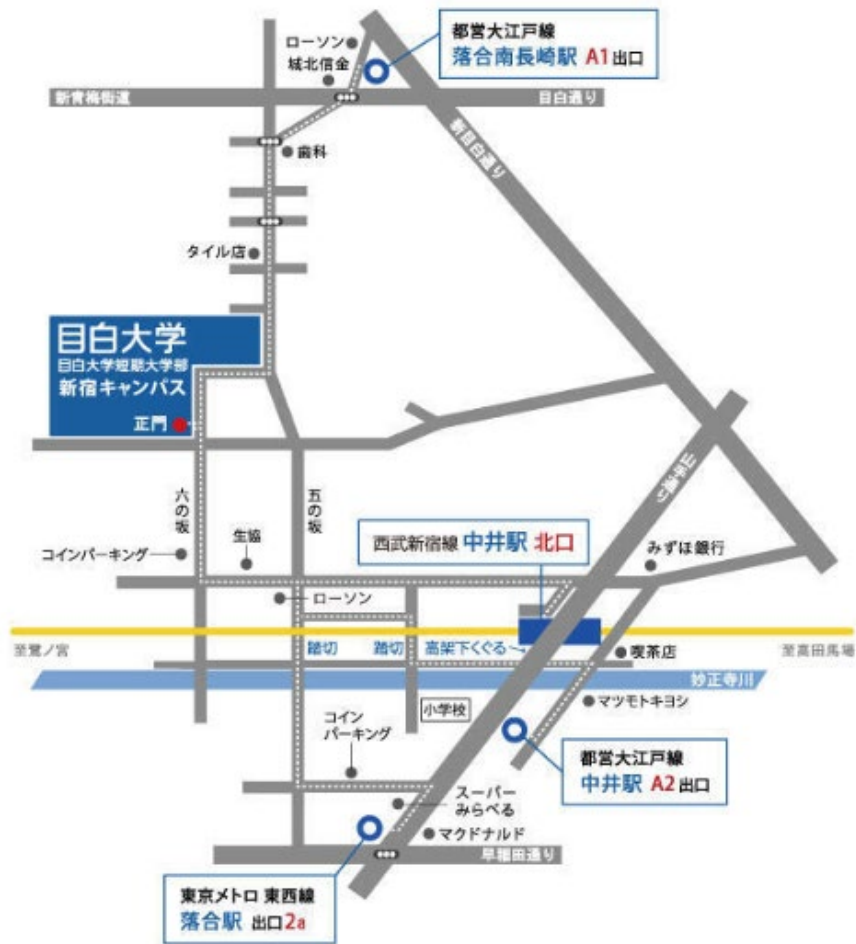 ローソン
城北信金
都営大江戸線
落合南長崎駅 A1出口
新青梅街道
目白通り
歯科
新目白通り
タイル店
目白大学
目白大学短期大学部
新宿キャンパス
正門
山手通り
六の坂
五の坂
コインパーキング
生協
西武新宿線 中井駅 北口
みずほ銀行
ローソン
至鷺ノ宮
踏切
踏切
高架下くぐる
喫茶店
至高田馬場
妙正寺川
小学校
マツモトキヨシ
コイン
パーキング
都営大江戸線
中井駅 A2出口
スーパー
みらべる
マクドナルド
早稲田通り
東京メトロ 東西線
落合駅 出口2a